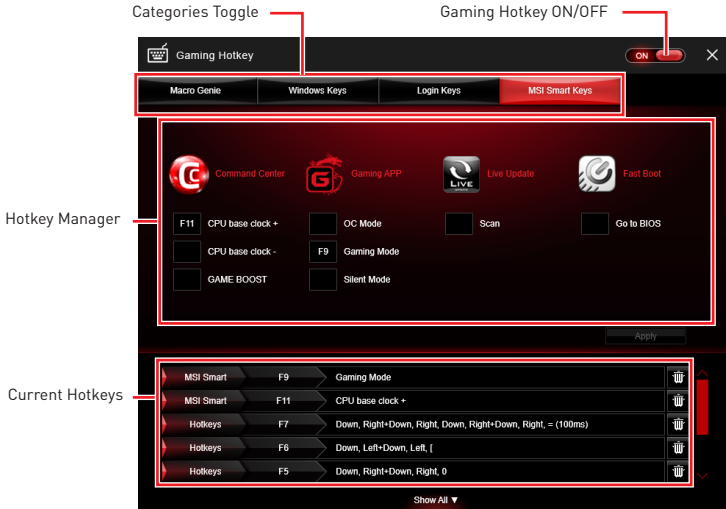 Categories Toggle Gaming Hotkey ON/OFF
Gaming Hotkey ON
Macro Genie Windows Keys Login Keys MSI Smart Keys
Command Center Gaming APP Live Update Fast Boot
LIVE
Hotkey Manager
F11 CPU base clock + OC Mode Scan Go to BIOS
CPU base clock - F9 Gaming Mode
GAME BOOST Silent Mode
Apply
Current Hotkeys
MSI Smart F9 Gaming Mode
MSI Smart F11 CPU base clock +
Hotkeys F7 Down, Right+Down, Right, Down, Right+Down, Right, = (100ms)
Hotkeys F6 Down, Left+Down, Left, [
Hotkeys F5 Down, Right+Down, Right, 0
Show All ▼